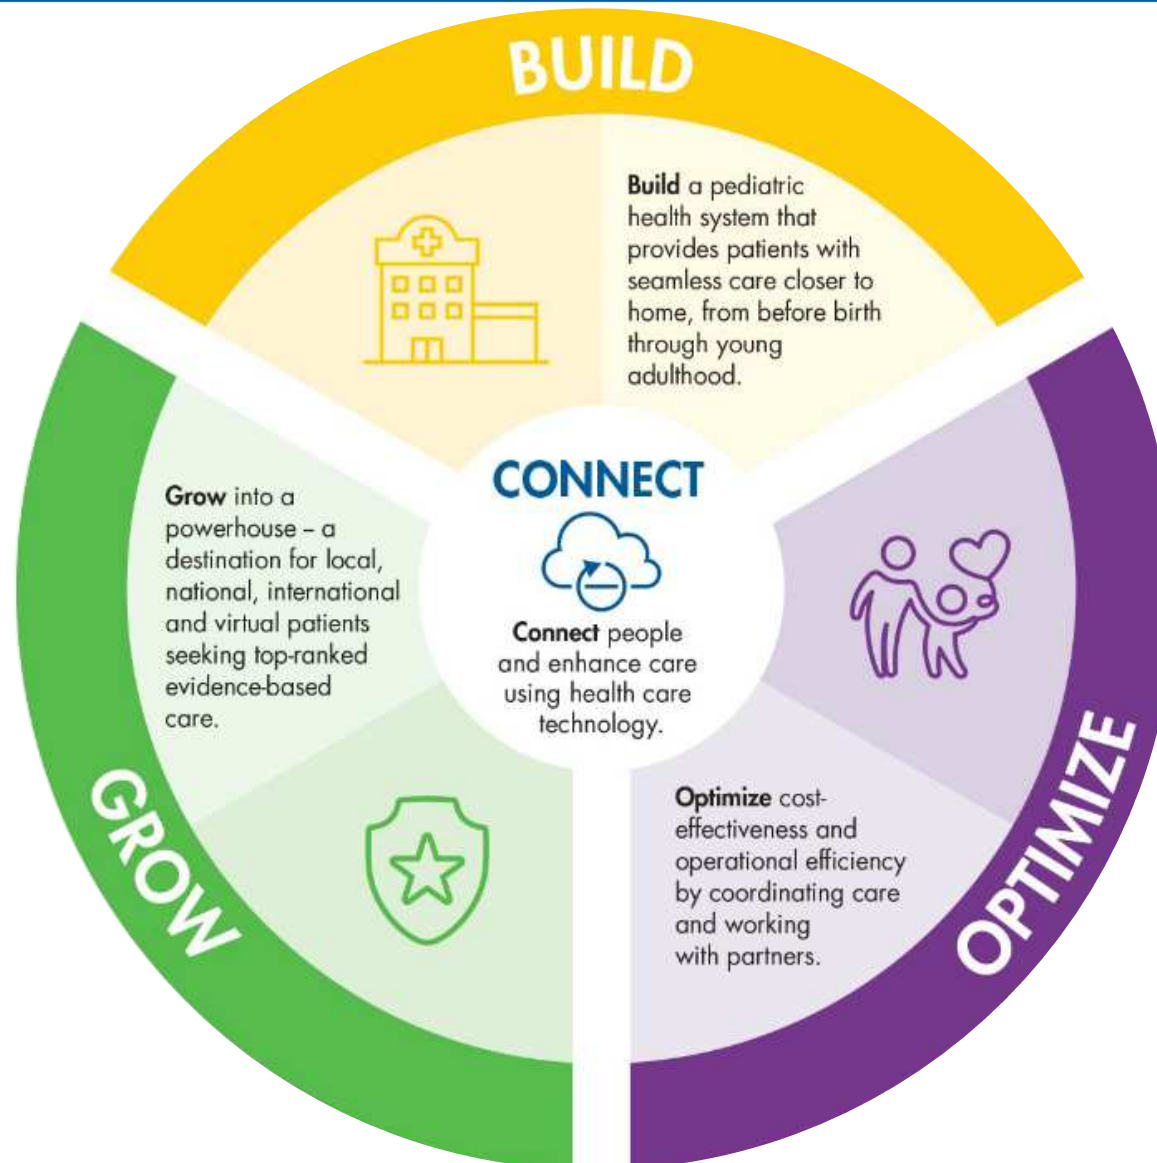 BUILD
Build a pediatric
health system that
provides patients with
seamless care closer to
home, from before birth
through young
adulthood.
CONNECT
Connect people
and enhance care
using health care
technology.
Grow into a
powerhouse – a
destination for local,
national, international
and virtual patients
seeking top-ranked
evidence-based
care.
GROW
Optimize cost-
effectiveness and
operational efficiency
by coordinating care
and working
with partners.
OPTIMIZE